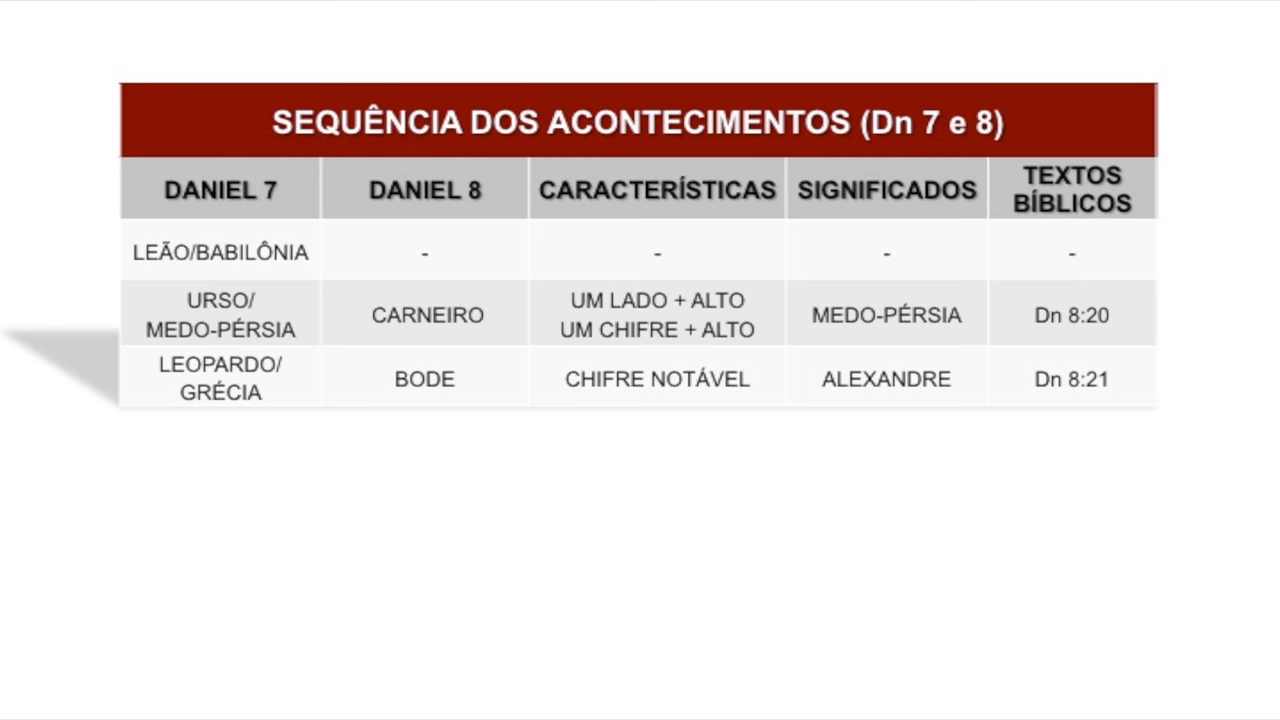 SEQUÊNCIA DOS ACONTECIMENTOS (Dn 7 e 8)
DANIEL 7 DANIEL 8 CARACTERÍSTICAS SIGNIFICADOS TEXTOS BÍBLICOS
LEÃO/BABILÔNIA - - - -
URSO/ MEDO-PÉRSIA CARNEIRO UM LADO + ALTO UM CHIFRE + ALTO MEDO-PÉRSIA Dn 8:20
LEOPARDO/ GRÉCIA BODE CHIFRE NOTÁVEL ALEXANDRE Dn 8:21